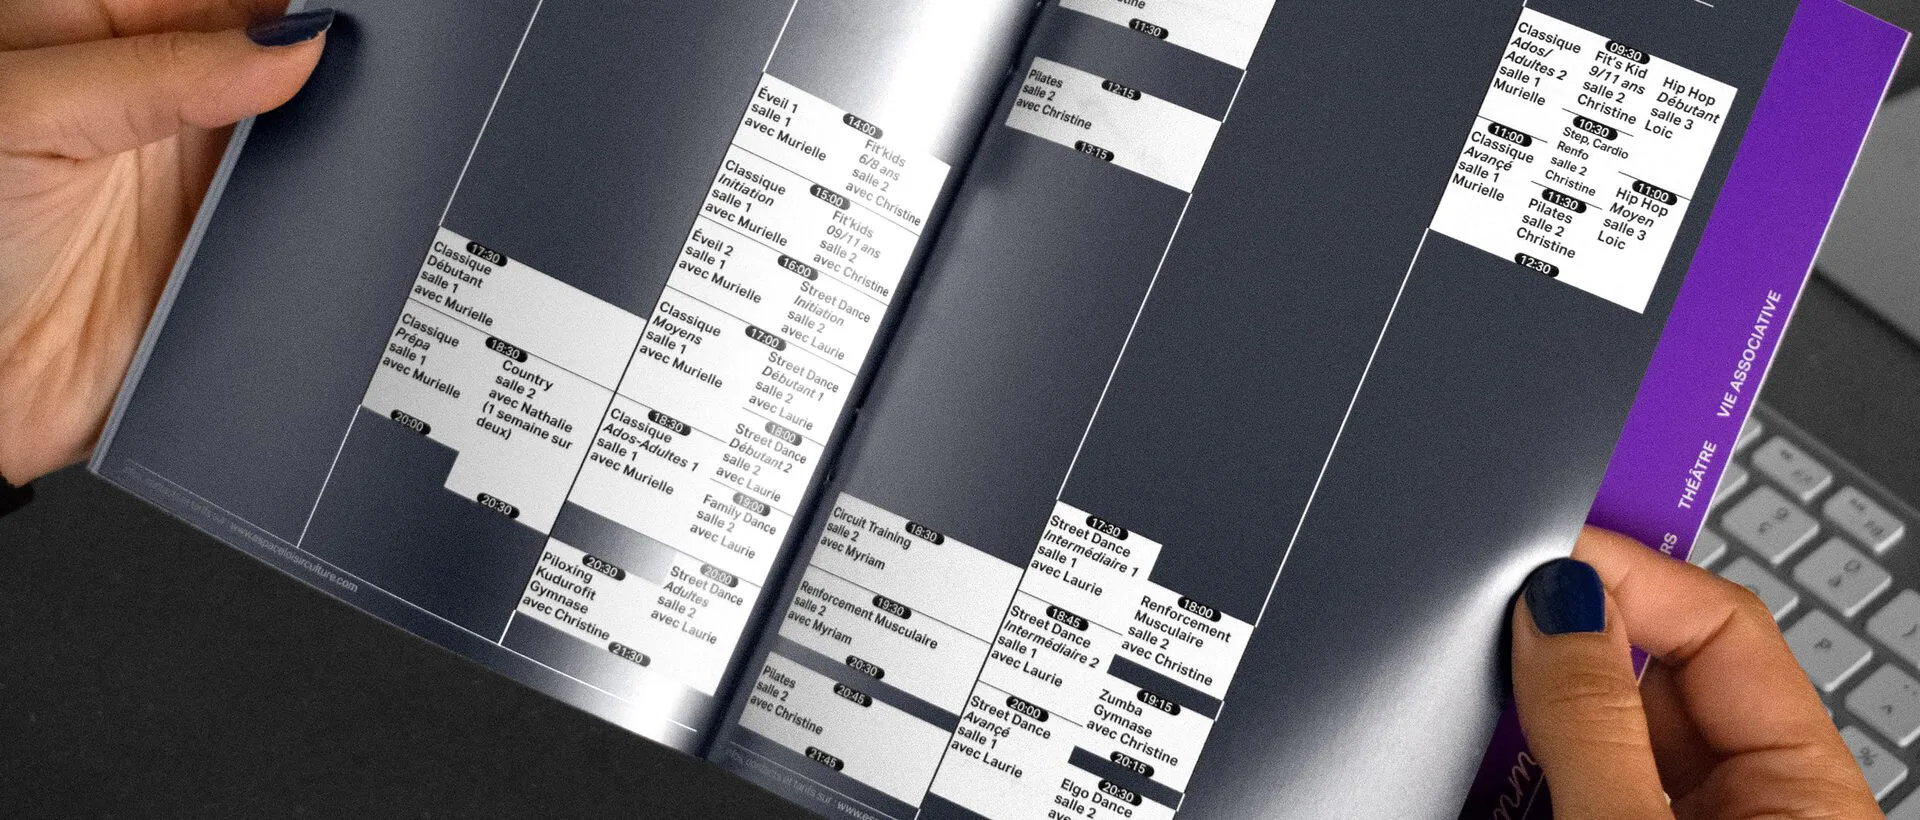 17:30
Classique
Débutant
salle 1
avec Murielle
Classique
Prépa
salle 1
avec Murielle
20:00
18:30
Country
salle 2
avec Nathalie
(1 semaine sur
deux)
20:30
Éveil 1
salle 1
avec Murielle
14:00
Fit'kids
6/8 ans
salle 2
avec Christine
Classique
Initiation
salle 1
avec Murielle
15:00
Fit'kids
09/11 ans
salle 2
avec Christine
Éveil 2
salle 1
avec Murielle
16:00
Street Dance
Initiation
salle 2
avec Laurie
Classique
Moyens
salle 1
avec Murielle
17:00
Street Dance
Débutant 1
salle 2
avec Laurie
18:30
Classique
Ados-Adultes 1
salle 1
avec Murielle
18:00
Street Dance
Débutant 2
salle 2
avec Laurie
19:00
Family Dance
salle 2
avec Laurie
20:30
Piloxing
Kudurofit
Gymnase
avec Christine
21:30
20:00
Street Dance
Adultes
salle 2
avec Laurie
www.espaceloisirculture.com
11:30
Pilates
salle 2
avec Christine
12:15
13:15
Circuit Training
salle 2
avec Myriam
18:30
Renforcement Musculaire
salle 2
avec Myriam
19:30
20:30
Pilates
salle 2
avec Christine
20:45
21:45
17:30
Street Dance
Intermédiaire 1
salle 1
avec Laurie
18:45
Street Dance
Intermédiaire 2
salle 1
avec Laurie
20:00
Street Dance
Avançé
salle 1
avec Laurie
18:00
Renforcement
Musculaire
salle 2
avec Christine
19:15
Zumba
Gymnase
avec Christine
20:15
20:30
Elgo Dance
salle 2
Classique
Ados/
Adultes 2
salle 1
Murielle
11:00
Classique
Avançé
salle 1
Murielle
09:30
Fit's Kid
9/11 ans
salle 2
Christine
10:30
Step, Cardio
Renfo
salle 2
Christine
11:30
Pilates
salle 2
Christine
12:30
Hip Hop
Débutant
salle 3
Loic
11:00
Hip Hop
Moyen
salle 3
Loic
VIE ASSOCIATIVE
THÉÂTRE